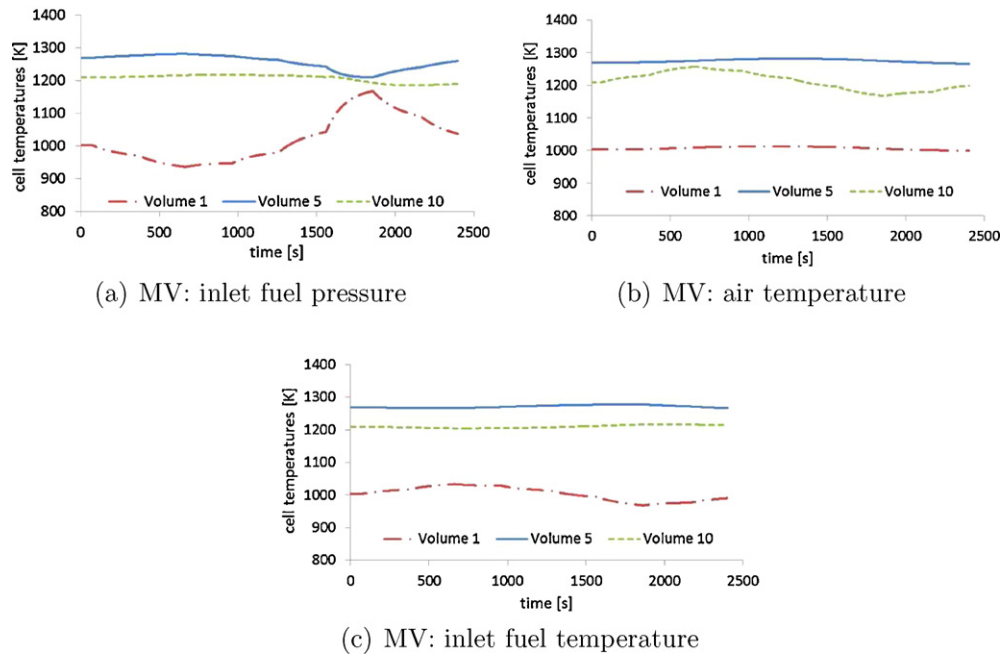 1400
1300
1200
1100
1000
900
800
cell temperatures [K]
Volume 1 Volume 5 Volume 10
0 500 1000 1500 2000 2500
time [s]
(a) MV: inlet fuel pressure
1400
1300
1200
1100
1000
900
800
cell temperatures [K]
Volume 1 Volume 5 Volume 10
0 500 1000 1500 2000 2500
time [s]
(b) MV: air temperature
1400
1300
1200
1100
1000
900
800
cell temperatures [K]
Volume 1 Volume 5 Volume 10
0 500 1000 1500 2000 2500
time [s]
(c) MV: inlet fuel temperature